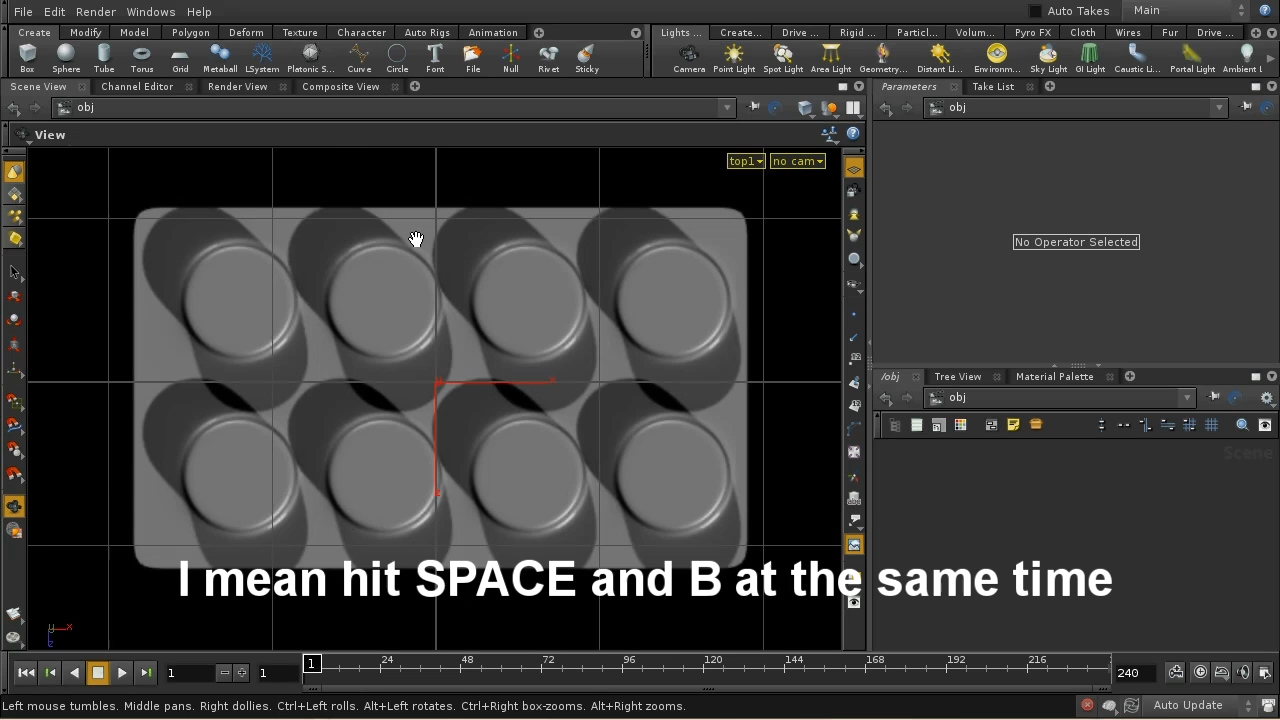 File Edit Render Windows Help
Auto Takes Main
Create Modify Model Polygon Deform Texture Character Auto Rigs Animation
Lights ... Create... Drive ... Rigid ... Particl... Volum... Pyro FX Cloth Wires Fur Drive ...
Box Sphere Tube Torus Grid Metaball LSystem Platonic S... Curve Circle Font File Null Rivet Sticky
Camera Point Light Spot Light Area Light Geometry... Distant Li... Environm... Sky Light GI Light Caustic Li... Portal Light Ambient L
Scene View Channel Editor Render View Composite View
Parameters Take List
obj
obj
View
top1 no cam
No Operator Selected
/obj Tree View Material Palette
obj
Scene
I mean hit SPACE and B at the same time
y x z
1 1 1 24 48 72 96 120 144 168 192 216 240
Left mouse tumbles. Middle pans. Right dollies. Ctrl+Left rolls. Alt+Left rotates. Ctrl+Right box-zooms. Alt+Right zooms.
Auto Update